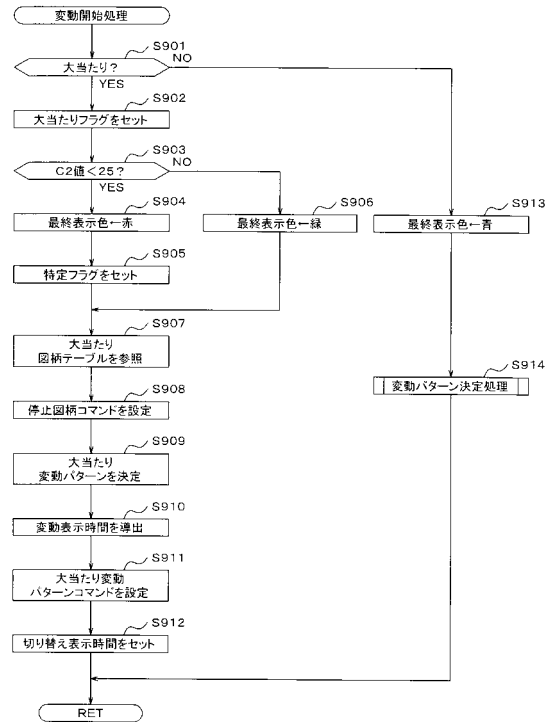 変動開始処理
S901
大当たり?
NO
YES
S902
大当たりフラグをセット
S903
C2値<25?
NO
YES
S904
最終表示色←赤
S906
最終表示色←緑
S913
最終表示色←青
S905
特定フラグをセット
S907
大当たり
図柄テーブルを参照
S914
変動パターン決定処理
S908
停止図柄コマンドを設定
S909
大当たり
変動パターンを決定
S910
変動表示時間を導出
S911
大当たり変動
パターンコマンドを設定
S912
切り替え表示時間をセット
RET